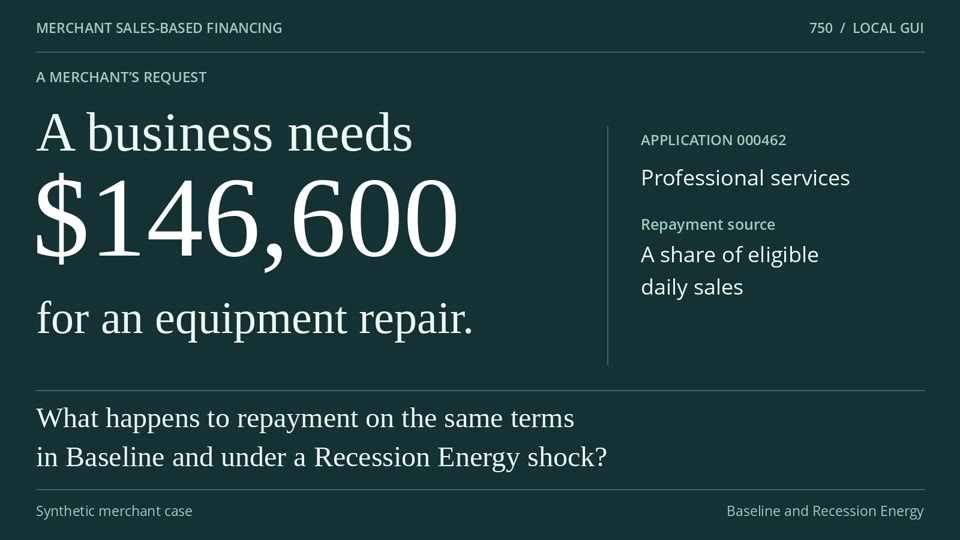 MERCHANT SALES-BASED FINANCING
750 / LOCAL GUI
A MERCHANT’S REQUEST
A business needs
$146,600
for an equipment repair.
APPLICATION 000462
Professional services
Repayment source
A share of eligible
daily sales
What happens to repayment on the same terms
in Baseline and under a Recession Energy shock?
Synthetic merchant case
Baseline and Recession Energy